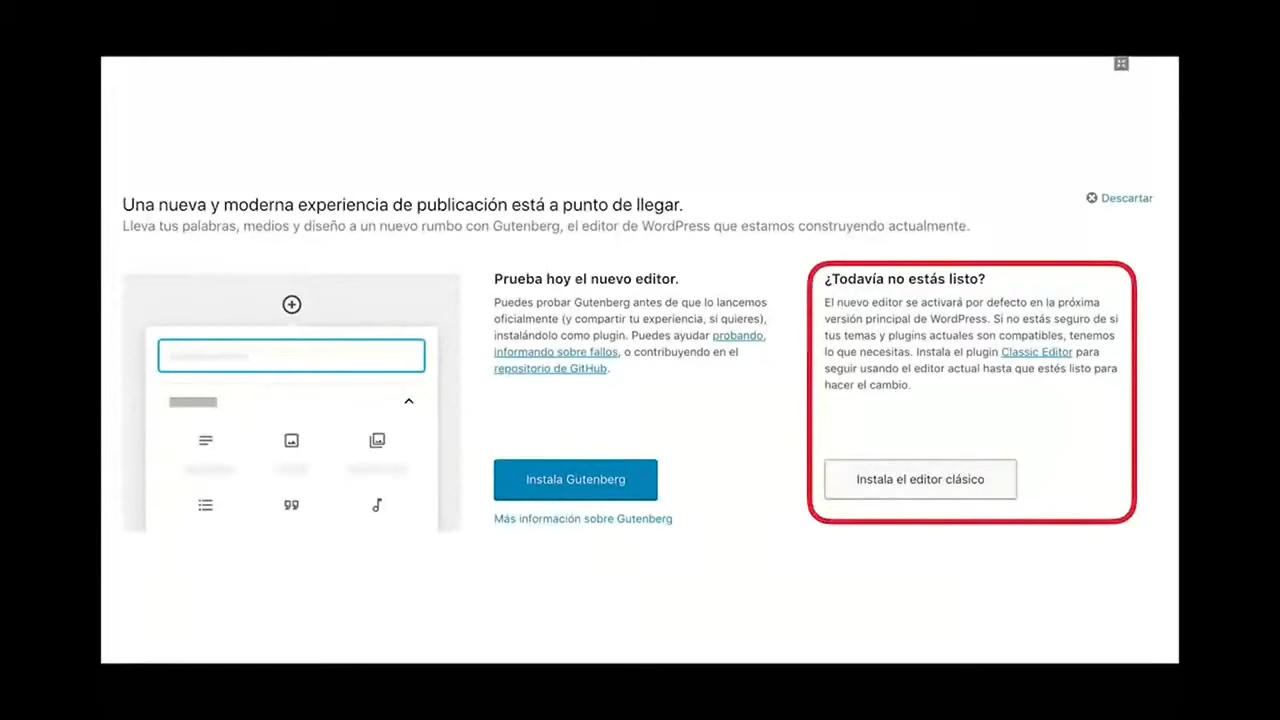 Una nueva y moderna experiencia de publicación está a punto de llegar.
Descartar
Lleva tus palabras, medios y diseño a un nuevo rumbo con Gutenberg, el editor de WordPress que estamos construyendo actualmente.
Prueba hoy el nuevo editor.
Puedes probar Gutenberg antes de que lo lancemos
oficialmente (y compartir tu experiencia, si quieres),
instalándolo como plugin. Puedes ayudar probando,
informando sobre fallos, o contribuyendo en el
repositorio de GitHub.
Instala Gutenberg
Más información sobre Gutenberg
¿Todavía no estás listo?
El nuevo editor se activará por defecto en la próxima
versión principal de WordPress. Si no estás seguro de si
tus temas y plugins actuales son compatibles, tenemos
lo que necesitas. Instala el plugin Classic Editor para
seguir usando el editor actual hasta que estés listo para
hacer el cambio.
Instala el editor clásico